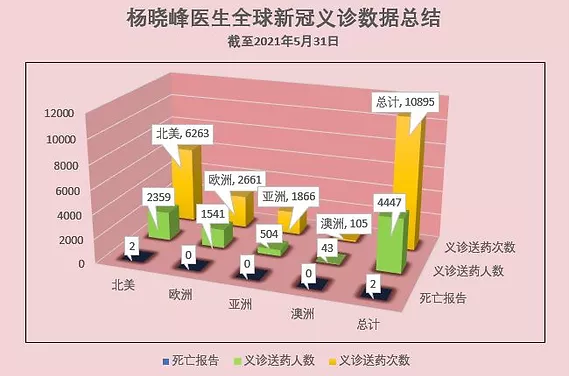 杨晓峰医生全球新冠义诊数据总结
截至2021年5月31日
总计, 10895
12000
北美, 6263
10000
欧洲, 2661
8000
亚洲, 1866
6000
2359
澳洲, 105
4447
4000
1541
504
2000
43
0
2
0
0
0
2
义诊送药次数
义诊送药人数
死亡报告
北美
欧洲
亚洲
澳洲
总计
死亡报告 义诊送药人数 义诊送药次数